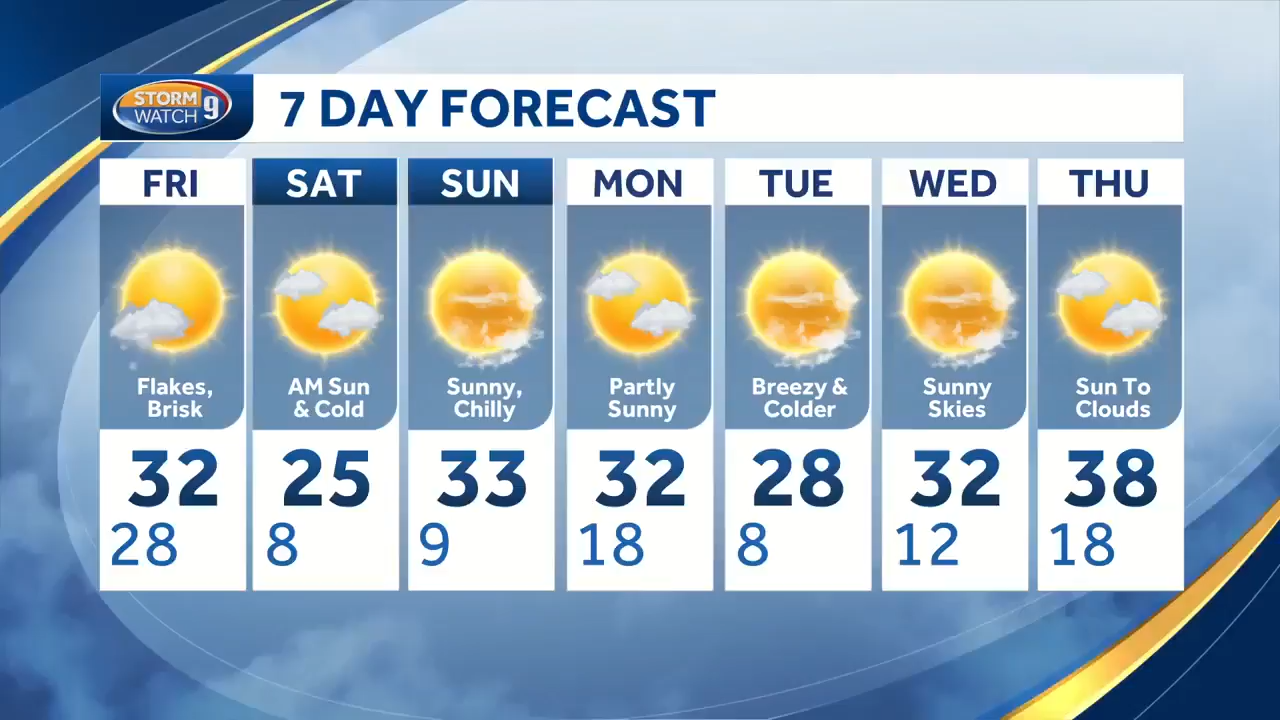 STORM
WATCH 9
7 DAY FORECAST
FRI
SAT
SUN
MON
TUE
WED
THU
Flakes,
Brisk
AM Sun
& Cold
Sunny,
Chilly
Partly
Sunny
Breezy &
Colder
Sunny
Skies
Sun To
Clouds
32
25
33
32
28
32
38
28
8
9
18
8
12
18